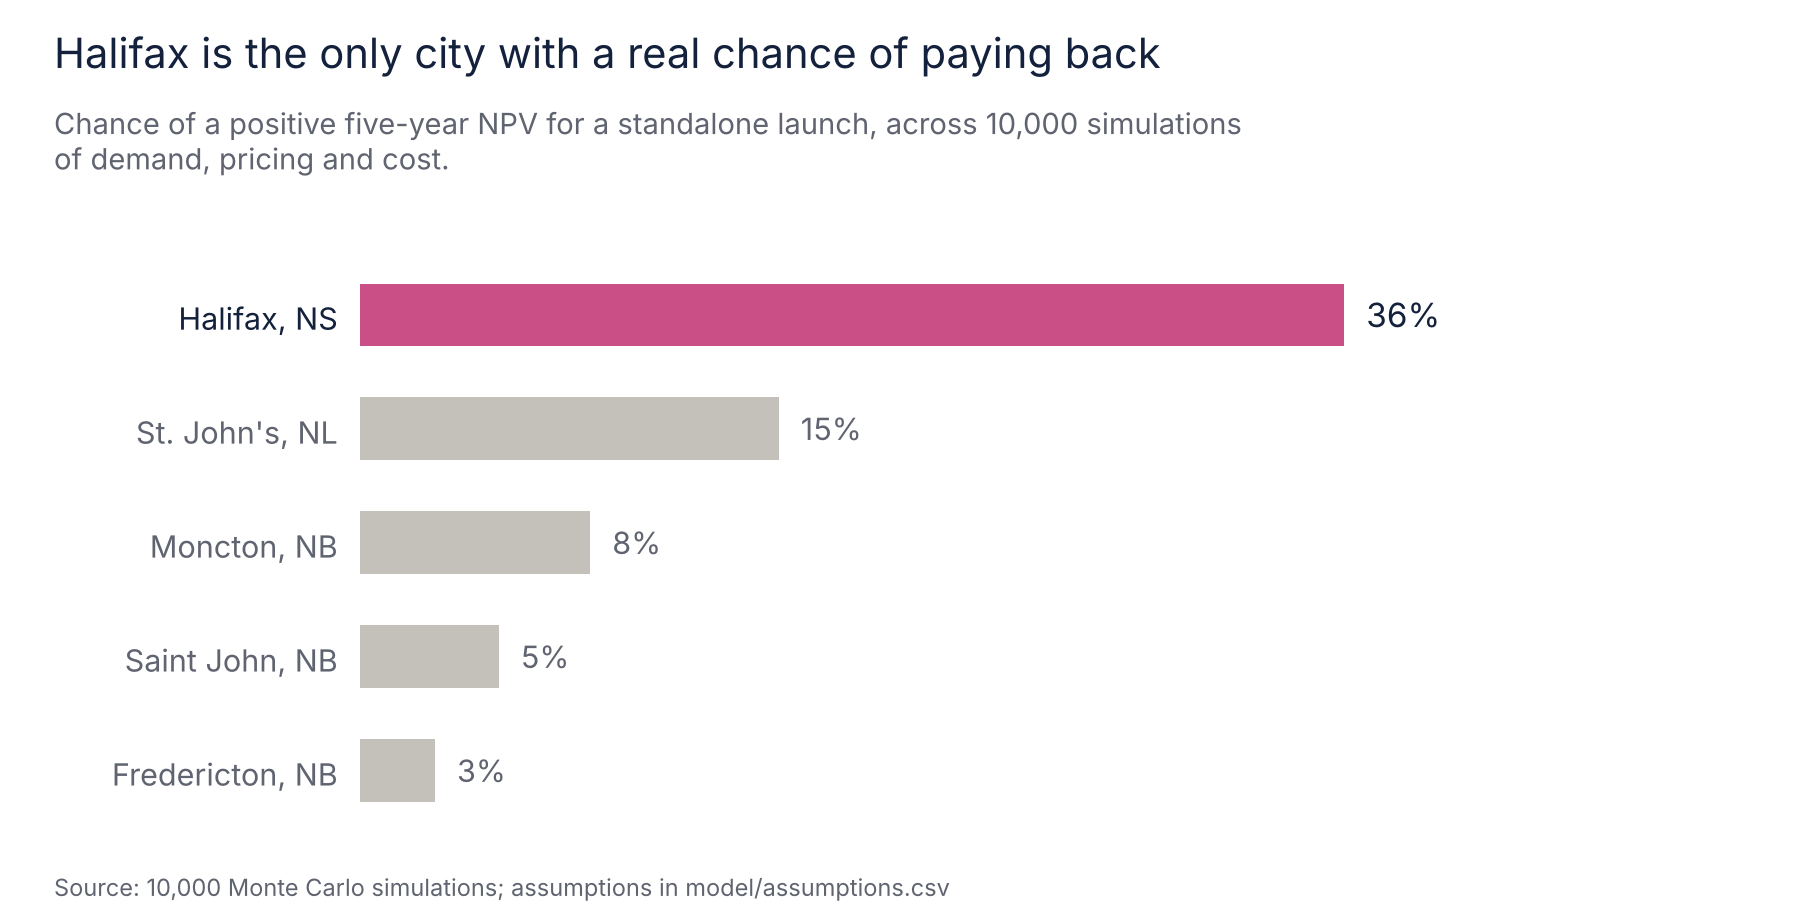 Halifax is the only city with a real chance of paying back
Chance of a positive five-year NPV for a standalone launch, across 10,000 simulations
of demand, pricing and cost.
Halifax, NS 36%
St. John's, NL 15%
Moncton, NB 8%
Saint John, NB 5%
Fredericton, NB 3%
Source: 10,000 Monte Carlo simulations; assumptions in model/assumptions.csv